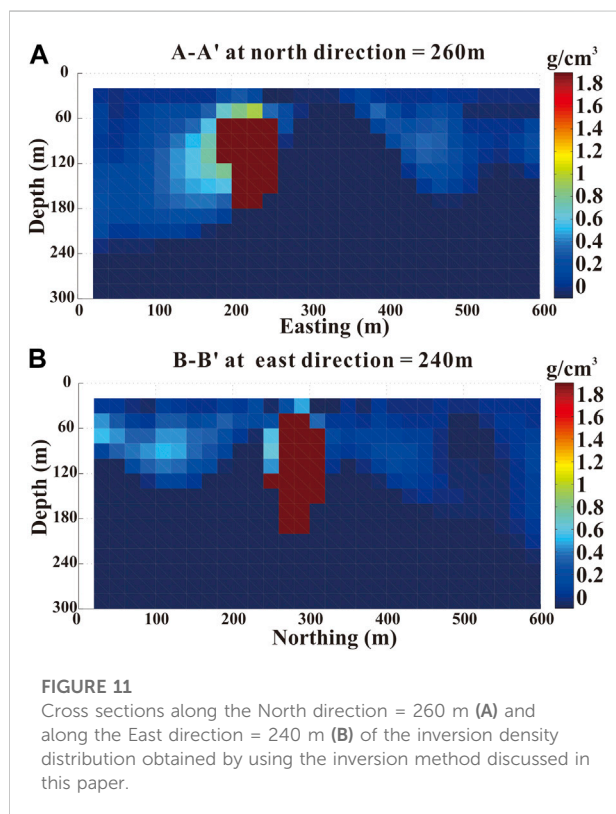 A
A-A' at north direction = 260m
g/cm³
0
60
120
180
240
300
Depth (m)
0 100 200 300 400 500 600
Easting (m)
1.8
1.6
1.4
1.2
1
0.8
0.6
0.4
0.2
0
B
B-B' at east direction = 240m
g/cm³
0
60
120
180
240
300
Depth (m)
0 100 200 300 400 500 600
Northing (m)
1.8
1.6
1.4
1.2
1
0.8
0.6
0.4
0.2
0
FIGURE 11
Cross sections along the North direction = 260 m (A) and
along the East direction = 240 m (B) of the inversion density
distribution obtained by using the inversion method discussed in
this paper.